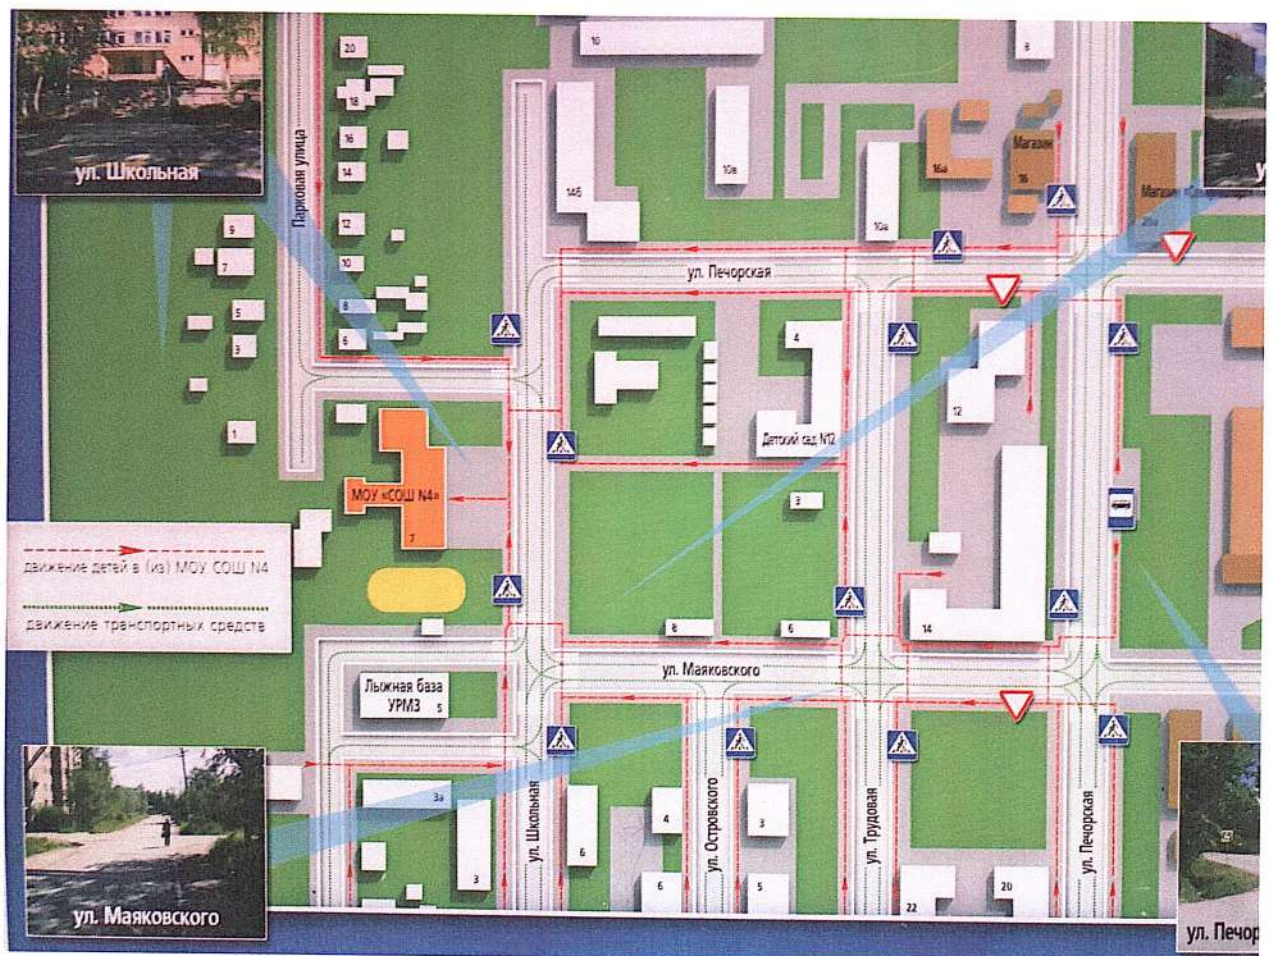 ул. Школьная
Парковая улица
20
18
16
14
12
10
8
6
9
7
5
3
1
10
14б
10в
10а
16а
Магазин
16
8
ул. Печорская
4
Детский сад N12
12
3
МОУ «СОШ N4»
7
движение детей в (из) МОУ СОШ N4
движение транспортных средств
8
6
14
ул. Маяковского
Лыжная база
УРМЗ 5
3а
3
ул. Школьная
6
4
6
ул. Островского
3
5
ул. Трудовая
22
20
ул. Печорская
ул. Маяковского
ул. Печор